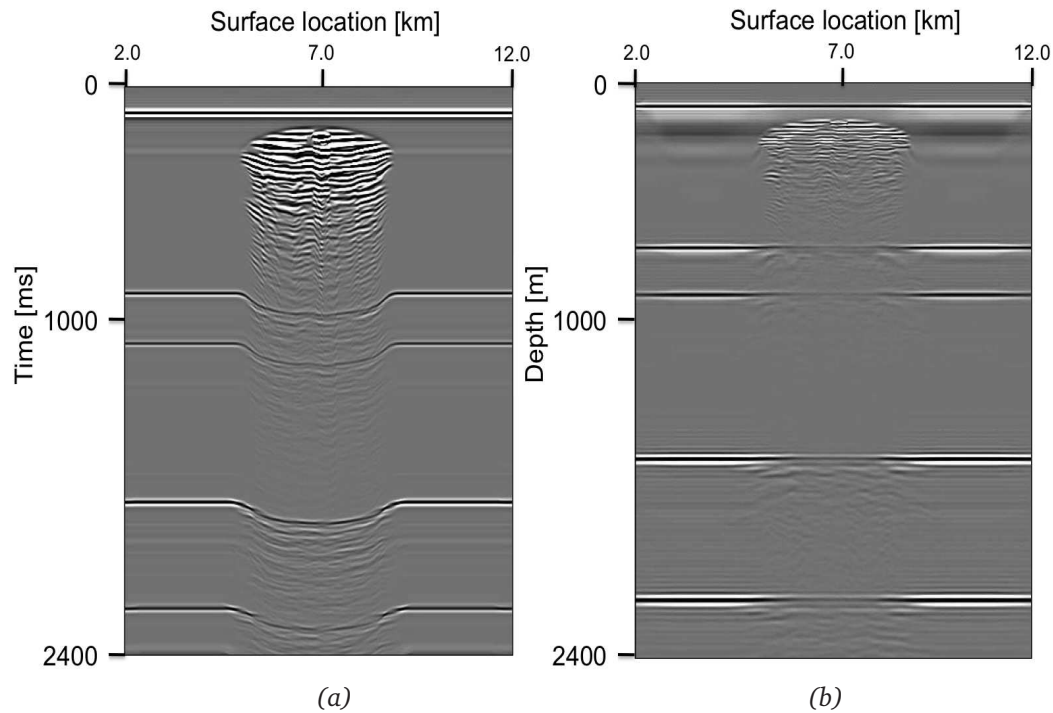 Surface location [km]
2.0 7.0 12.0
0
1000
2400
Time [ms]
(a)
Surface location [km]
2.0 7.0 12.0
0
1000
2400
Depth [m]
(b)